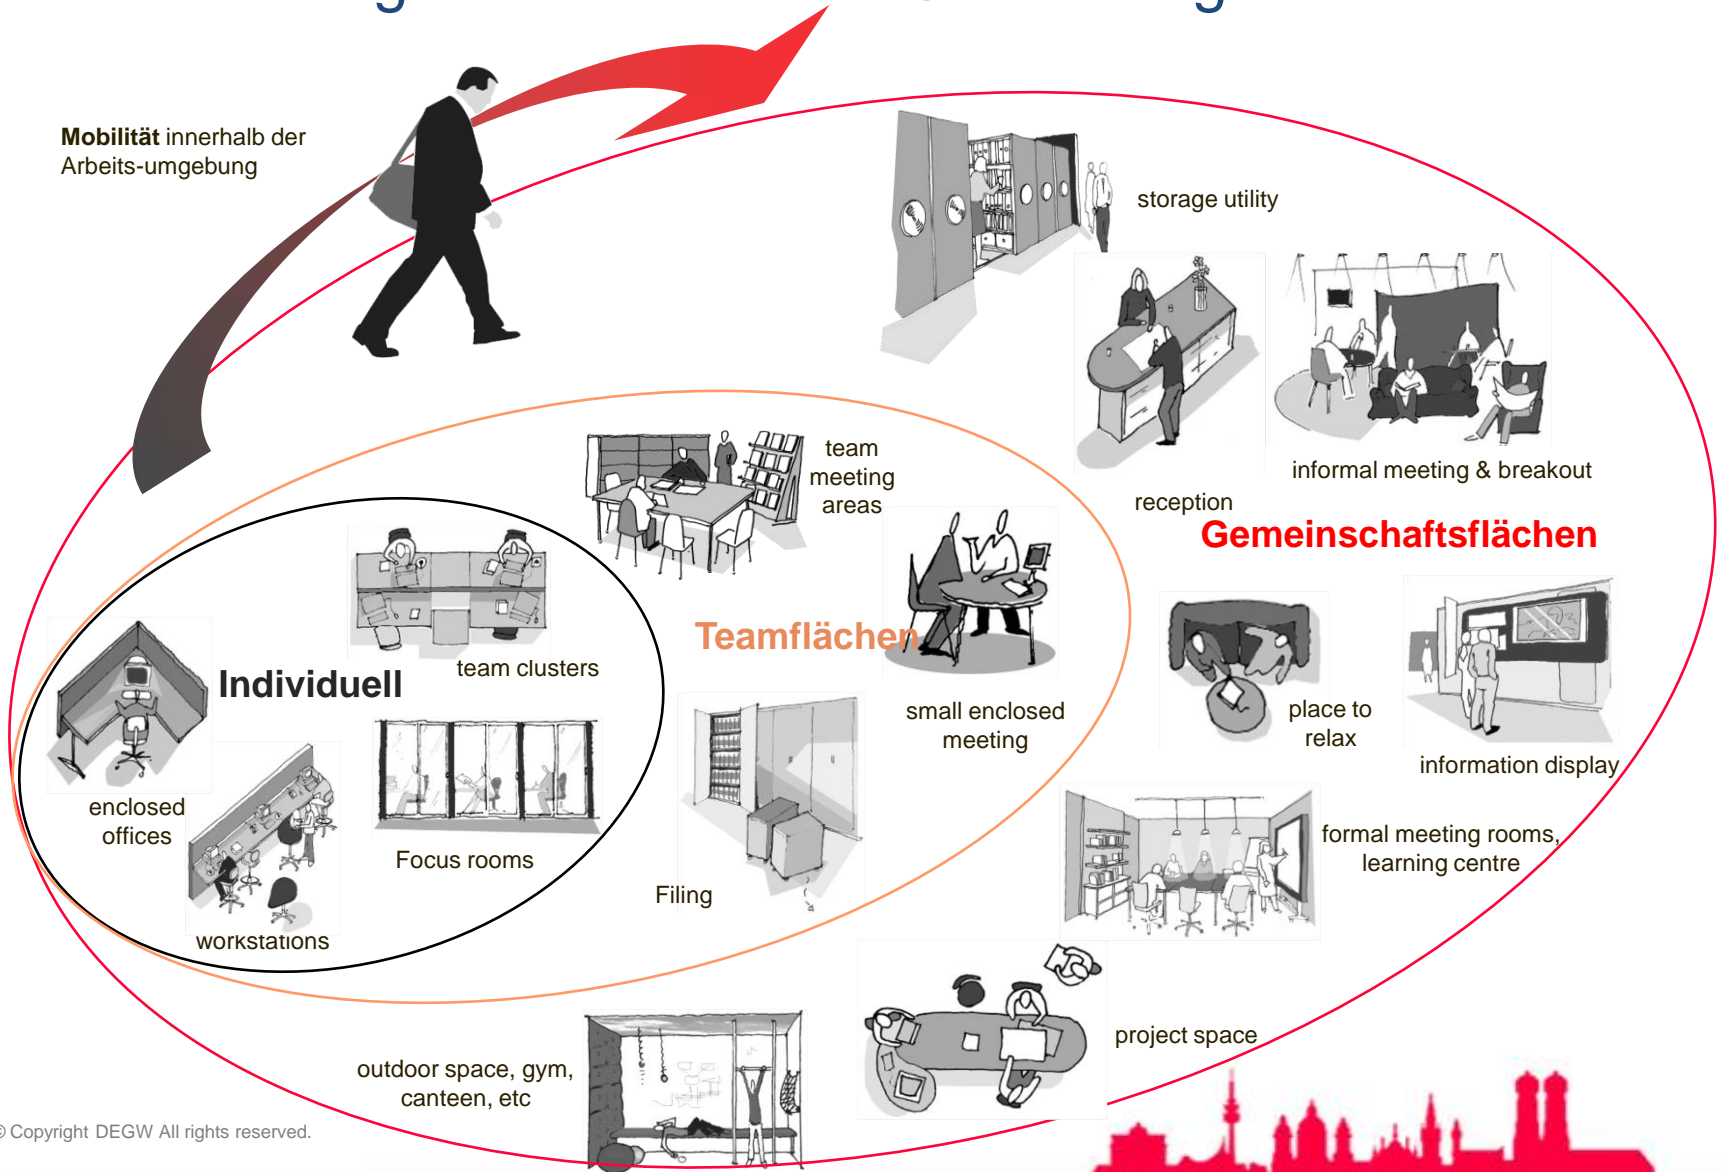 Mobilität innerhalb der
Arbeits-umgebung
storage utility
informal meeting & breakout
reception
Gemeinschaftsflächen
team
meeting
areas
Teamflächen
small enclosed
meeting
team clusters
Individuell
enclosed
offices
Focus rooms
workstations
Filing
place to
relax
information display
formal meeting rooms,
learning centre
project space
outdoor space, gym,
canteen, etc
© Copyright DEGW All rights reserved.